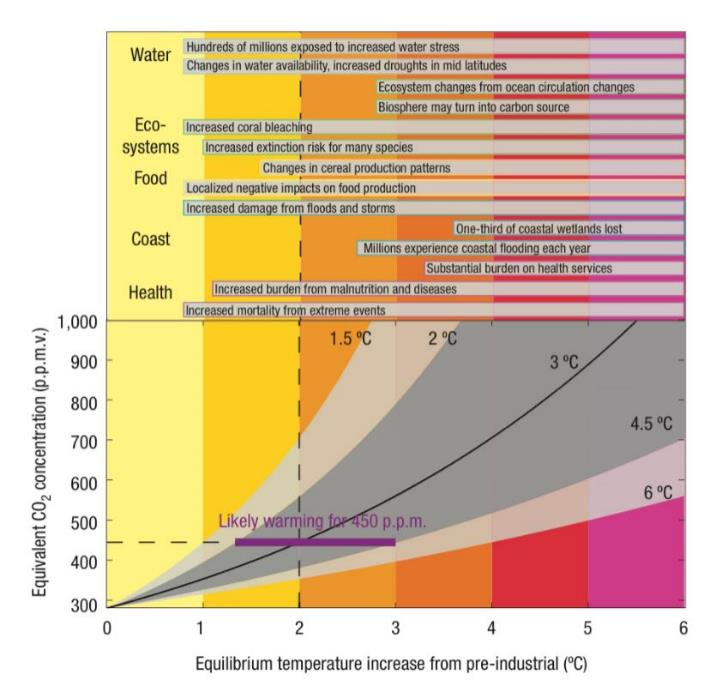 Water
Hundreds of millions exposed to increased water stress
Changes in water availability, increased droughts in mid latitudes
Ecosystem changes from ocean circulation changes
Biosphere may turn into carbon source
Eco-
systems
Increased coral bleaching
Increased extinction risk for many species
Food
Changes in cereal production patterns
Localized negative impacts on food production
Increased damage from floods and storms
Coast
One-third of coastal wetlands lost
Millions experience coastal flooding each year
Substantial burden on health services
Health
Increased burden from malnutrition and diseases
Increased mortality from extreme events
Equivalent CO₂ concentration (p.p.m.v.)
1,000
900
800
700
600
500
400
300
1.5 ºC
2 ºC
3 ºC
4.5 ºC
6 ºC
Likely warming for 450 p.p.m.
0 1 2 3 4 5 6
Equilibrium temperature increase from pre-industrial (ºC)